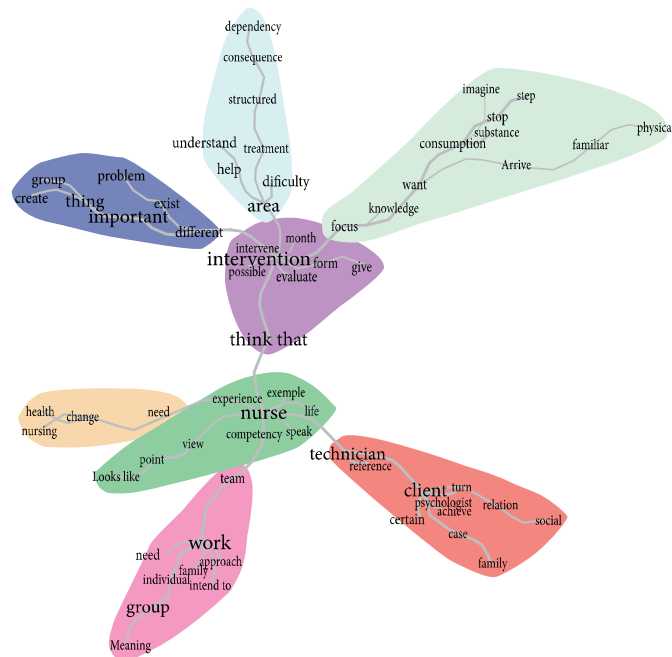 dependency
consequence
structured
understand
treatment
help
dificulty
area
imagine
step
stop
substance
consumption
physica
familiar
Arrive
want
knowledge
focus
group
problem
create
thing
exist
important
different
month
intervene
intervention
form
possible
evaluate
give
think that
experience
exemple
nurse
life
competency
speak
view
point
Looks like
health
change
need
nursing
technician
reference
client
turn
psychologist
achieve
relation
certain
social
case
family
team
work
need
approach
family
individual
intend to
group
Meaning